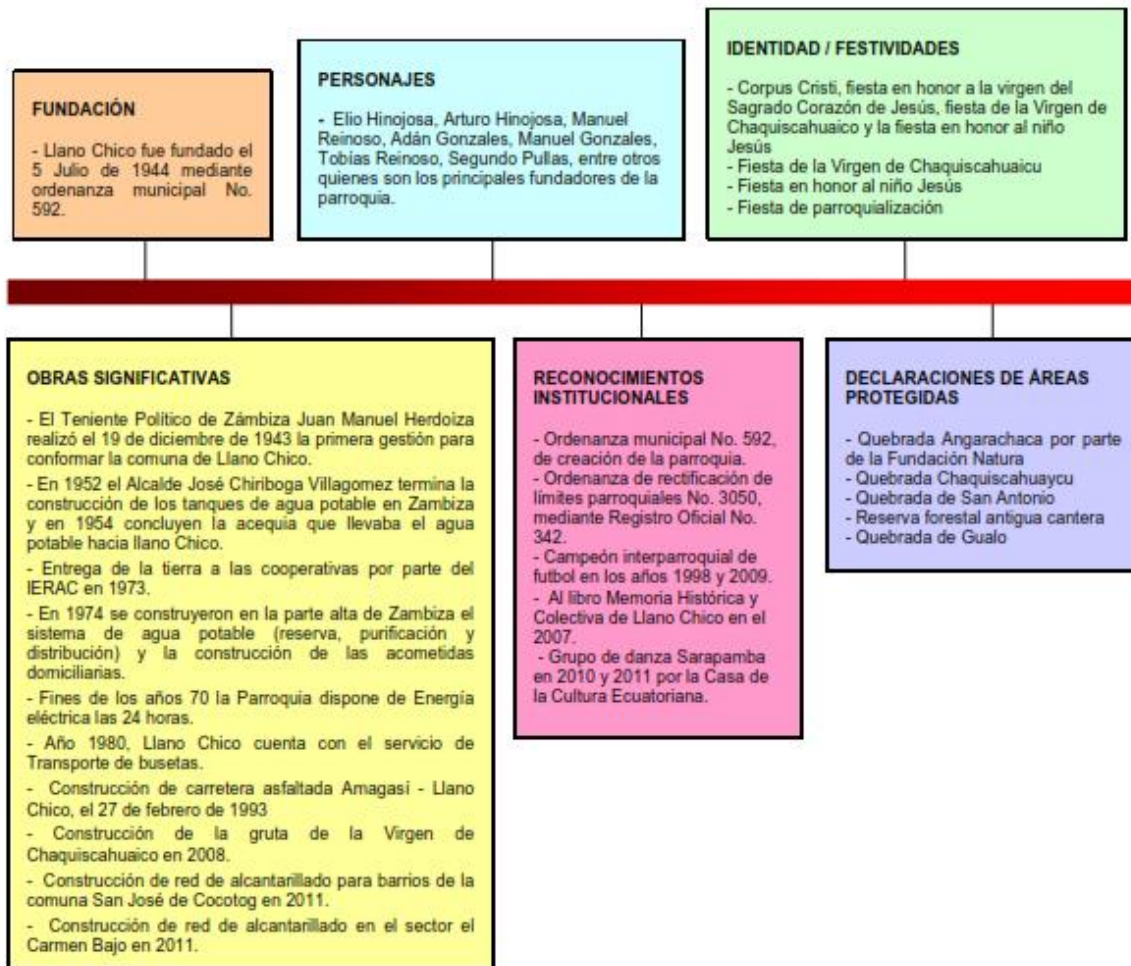 FUNDACIÓN
- Llano Chico fue fundado el
5 Julio de 1944 mediante
ordenanza municipal No.
592.
PERSONAJES
- Elio Hinojosa, Arturo Hinojosa, Manuel
Reinoso, Adán Gonzales, Manuel Gonzales,
Tobías Reinoso, Segundo Pullas, entre otros
quienes son los principales fundadores de la
parroquia.
IDENTIDAD / FESTIVIDADES
- Corpus Cristi, fiesta en honor a la virgen del
Sagrado Corazón de Jesús, fiesta de la Virgen de
Chaquiscahuaico y la fiesta en honor al niño
Jesús
- Fiesta de la Virgen de Chaquiscahuaicu
- Fiesta en honor al niño Jesús
- Fiesta de parroquialización
OBRAS SIGNIFICATIVAS
- El Teniente Político de Zámbiza Juan Manuel Herdoiza
realizó el 19 de diciembre de 1943 la primera gestión para
conformar la comuna de Llano Chico.
- En 1952 el Alcalde José Chiriboga Villagomez termina la
construcción de los tanques de agua potable en Zambiza
y en 1954 concluyen la acequia que llevaba el agua
potable hacia llano Chico.
- Entrega de la tierra a las cooperativas por parte del
IERAC en 1973.
- En 1974 se construyeron en la parte alta de Zambiza el
sistema de agua potable (reserva, purificación y
distribución) y la construcción de las acometidas
domiciliarias.
- Fines de los años 70 la Parroquia dispone de Energía
eléctrica las 24 horas.
- Año 1980, Llano Chico cuenta con el servicio de
Transporte de busetas.
- Construcción de carretera asfaltada Amagasí - Llano
Chico, el 27 de febrero de 1993
- Construcción de la gruta de la Virgen de
Chaquiscahuaico en 2008.
- Construcción de red de alcantarillado para barrios de la
comuna San José de Cocotog en 2011.
- Construcción de red de alcantarillado en el sector el
Carmen Bajo en 2011.
RECONOCIMIENTOS
INSTITUCIONALES
- Ordenanza municipal No. 592,
de creación de la parroquia.
- Ordenanza de rectificación de
límites parroquiales No. 3050,
mediante Registro Oficial No.
342.
- Campeón interparroquial de
futbol en los años 1998 y 2009.
- Al libro Memoria Histórica y
Colectiva de Llano Chico en el
2007.
- Grupo de danza Sarapamba
en 2010 y 2011 por la Casa de
la Cultura Ecuatoriana.
DECLARACIONES DE ÁREAS
PROTEGIDAS
- Quebrada Angarachaca por parte
de la Fundación Natura
- Quebrada Chaquiscahuaycu
- Quebrada de San Antonio
- Reserva forestal antigua cantera
- Quebrada de Gualo